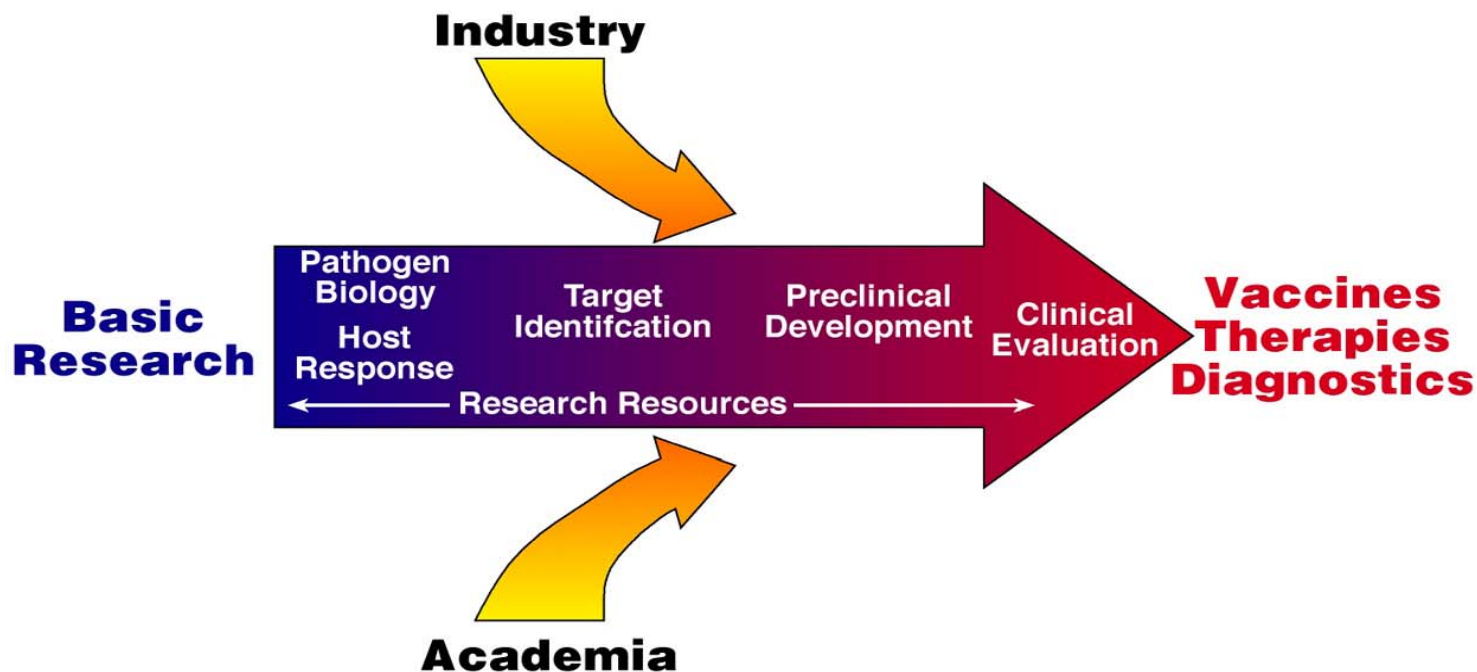 Industry
Basic
Research
Pathogen
Biology
Host
Response
Target
Identifcation
Preclinical
Development
Clinical
Evaluation
Research Resources
Vaccines
Therapies
Diagnostics
Academia